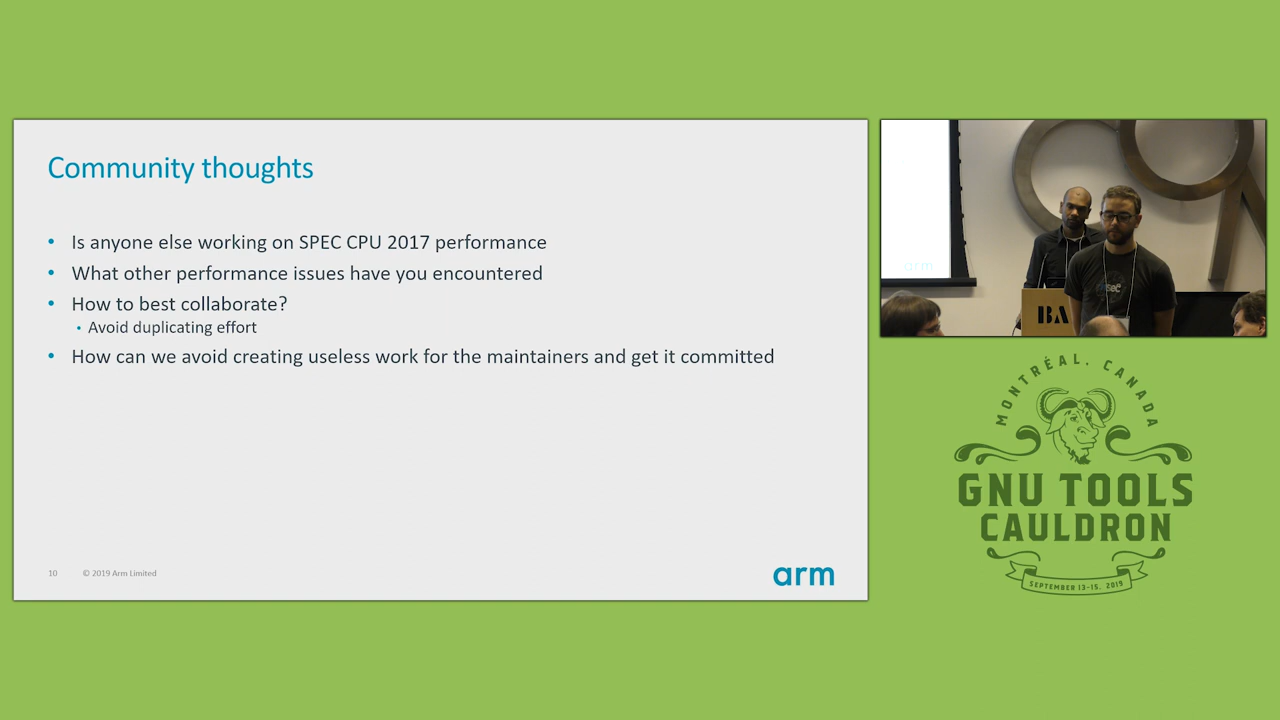 Community thoughts
• Is anyone else working on SPEC CPU 2017 performance
• What other performance issues have you encountered
• How to best collaborate?
• Avoid duplicating effort
• How can we avoid creating useless work for the maintainers and get it committed
10 © 2019 Arm Limited
arm
arm
BA
MONTRÉAL, CANADA
GNU TOOLS
CAULDRON
SEPTEMBER 13-15, 2019